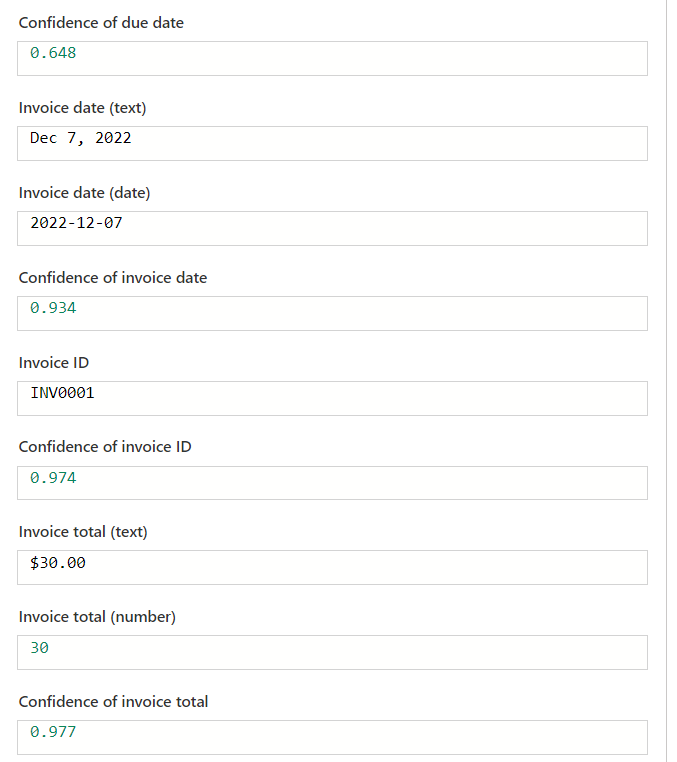 Confidence of due date
0.648
Invoice date (text)
Dec 7, 2022
Invoice date (date)
2022-12-07
Confidence of invoice date
0.934
Invoice ID
INV0001
Confidence of invoice ID
0.974
Invoice total (text)
$30.00
Invoice total (number)
30
Confidence of invoice total
0.977